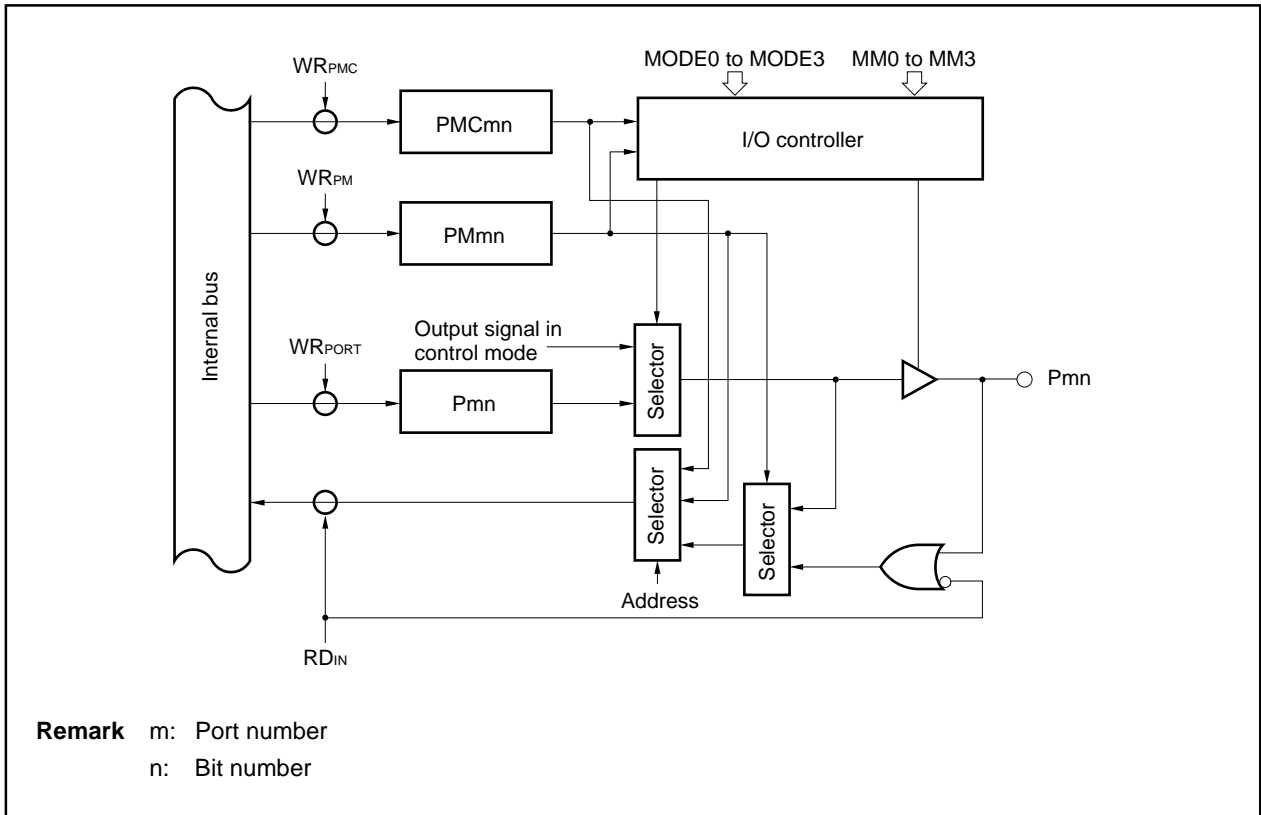 MODE0 to MODE3
MM0 to MM3
WRPMC
PMCmn
I/O controller
WRPM
PMmn
Internal bus
Output signal in
control mode
Selector
WRPORT
Pmn
Pmn
Selector
Selector
Address
RDIN
Remark m: Port number
n: Bit number